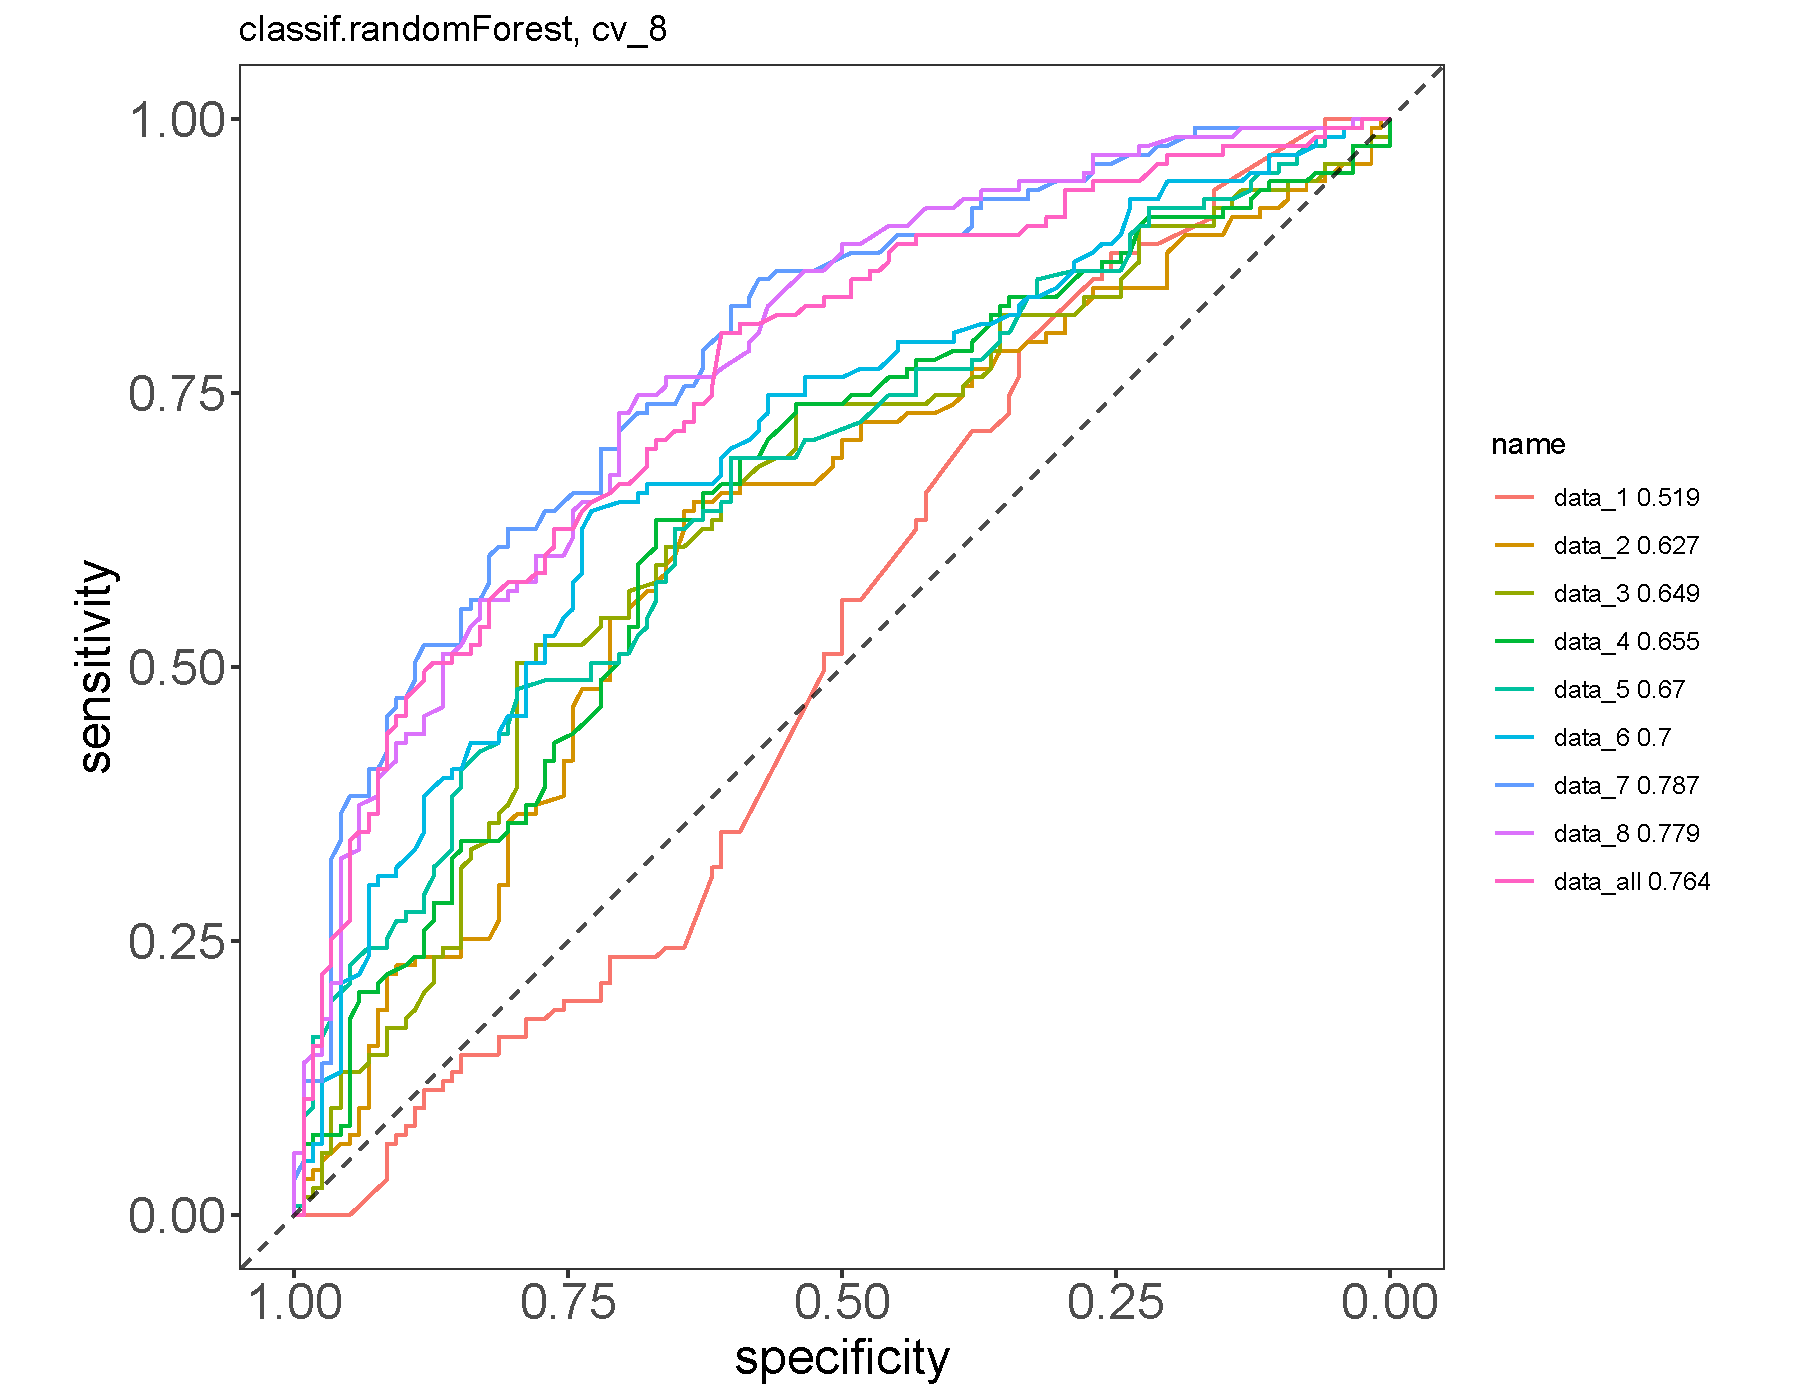 classif.randomForest, cv_8
1.00
0.75
0.50
0.25
0.00
sensitivity
1.00 0.75 0.50 0.25 0.00
specificity
name
data_1 0.519
data_2 0.627
data_3 0.649
data_4 0.655
data_5 0.67
data_6 0.7
data_7 0.787
data_8 0.779
data_all 0.764